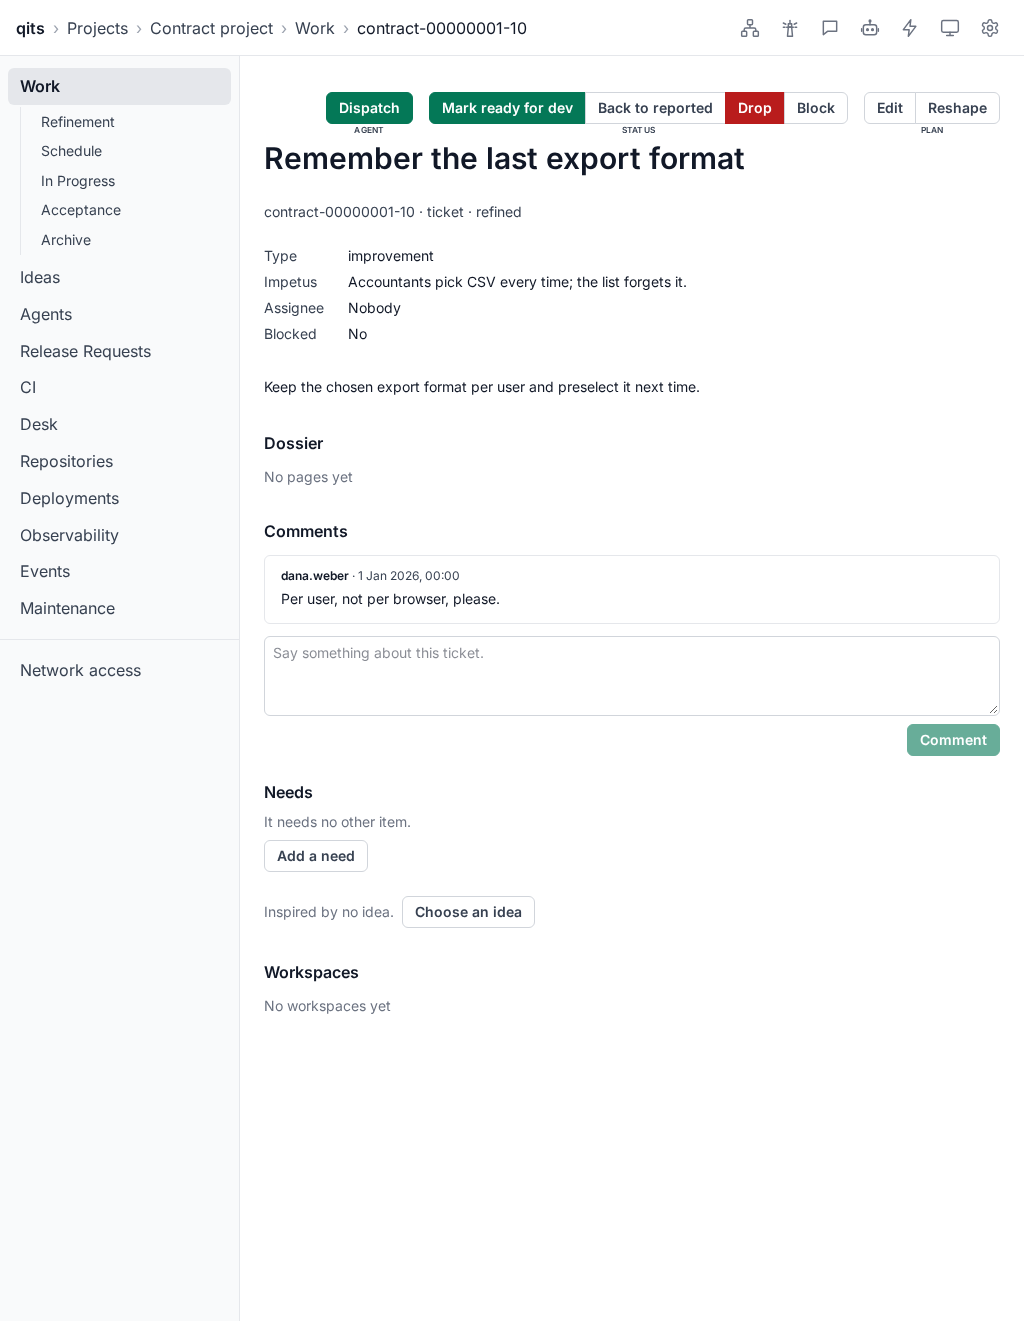 qits › Projects › Contract project › Work › contract-00000001-10
Work
Refinement
Schedule
In Progress
Acceptance
Archive
Ideas
Agents
Release Requests
CI
Desk
Repositories
Deployments
Observability
Events
Maintenance
Network access
Dispatch
AGENT
Mark ready for dev Back to reported Drop Block
STATUS
Edit Reshape
PLAN
Remember the last export format
contract-00000001-10 · ticket · refined
Type improvement
Impetus Accountants pick CSV every time; the list forgets it.
Assignee Nobody
Blocked No
Keep the chosen export format per user and preselect it next time.
Dossier
No pages yet
Comments
dana.weber · 1 Jan 2026, 00:00
Per user, not per browser, please.
Say something about this ticket.
Comment
Needs
It needs no other item.
Add a need
Inspired by no idea. Choose an idea
Workspaces
No workspaces yet